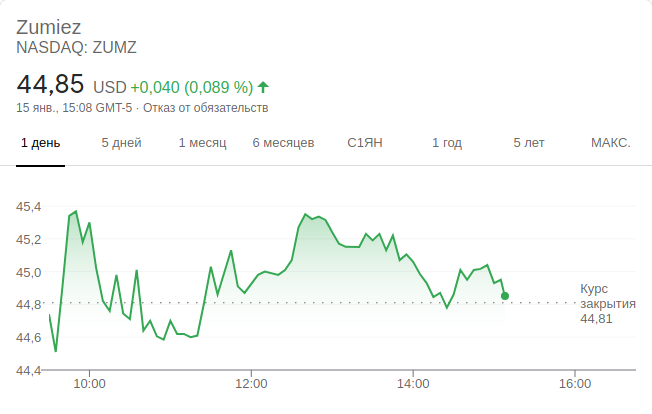 Zumiez
NASDAQ: ZUMZ
44,85 USD +0,040 (0,089 %)
15 янв., 15:08 GMT-5 · Отказ от обязательств
1 день 5 дней 1 месяц 6 месяцев С1ЯН 1 год 5 лет МАКС.
45,4
45,2
45,0
44,8
44,6
44,4
Курс
закрытия
44,81
10:00 12:00 14:00 16:00